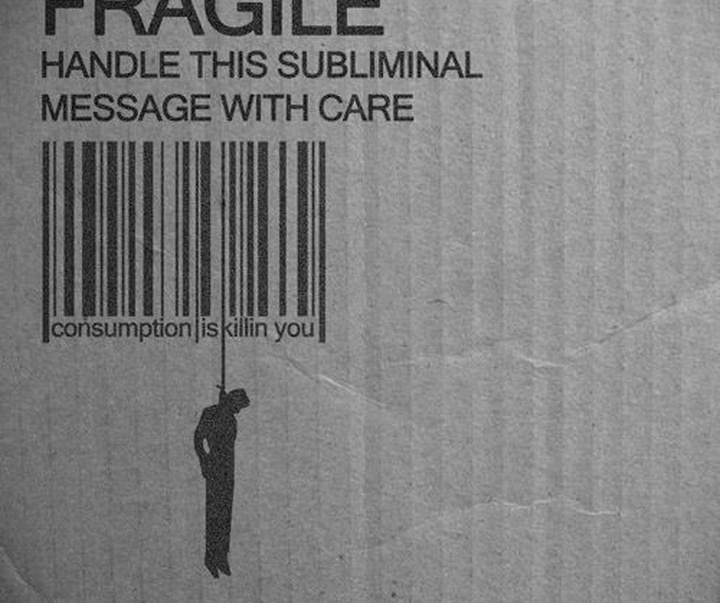 FRAGILE
HANDLE THIS SUBLIMINAL
MESSAGE WITH CARE
consumption is killin you